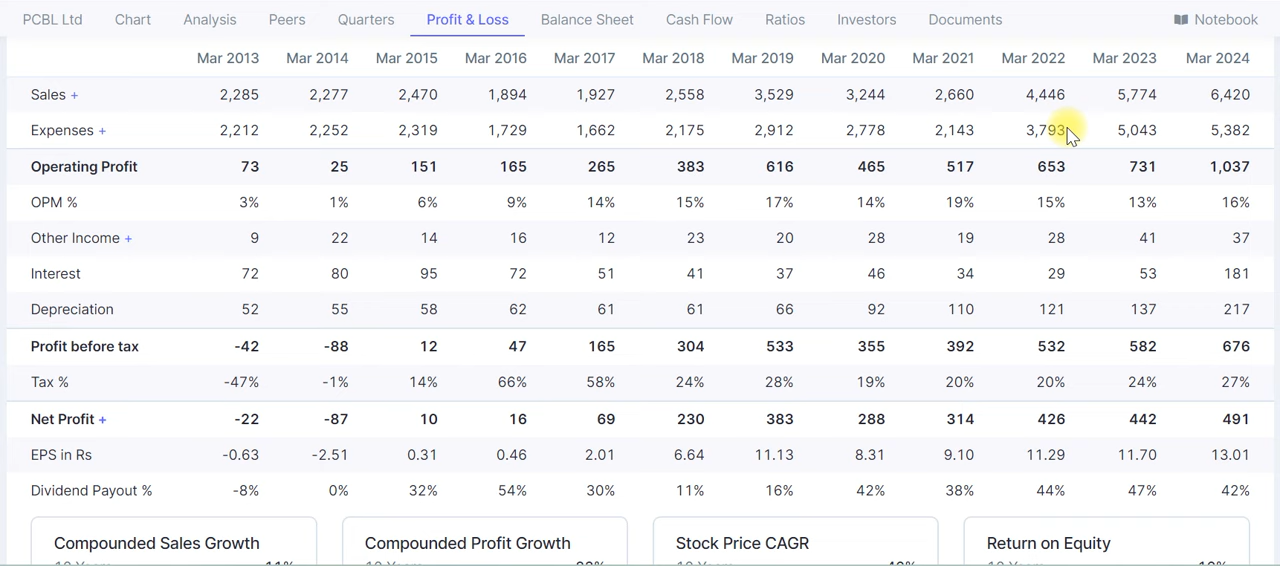 PCBL Ltd Chart Analysis Peers Quarters Profit & Loss Balance Sheet Cash Flow Ratios Investors Documents Notebook
Mar 2013 Mar 2014 Mar 2015 Mar 2016 Mar 2017 Mar 2018 Mar 2019 Mar 2020 Mar 2021 Mar 2022 Mar 2023 Mar 2024
Sales + 2,285 2,277 2,470 1,894 1,927 2,558 3,529 3,244 2,660 4,446 5,774 6,420
Expenses + 2,212 2,252 2,319 1,729 1,662 2,175 2,912 2,778 2,143 3,793 5,043 5,382
Operating Profit 73 25 151 165 265 383 616 465 517 653 731 1,037
OPM % 3% 1% 6% 9% 14% 15% 17% 14% 19% 15% 13% 16%
Other Income + 9 22 14 16 12 23 20 28 19 28 41 37
Interest 72 80 95 72 51 41 37 46 34 29 53 181
Depreciation 52 55 58 62 61 61 66 92 110 121 137 217
Profit before tax -42 -88 12 47 165 304 533 355 392 532 582 676
Tax % -47% -1% 14% 66% 58% 24% 28% 19% 20% 20% 24% 27%
Net Profit + -22 -87 10 16 69 230 383 288 314 426 442 491
EPS in Rs -0.63 -2.51 0.31 0.46 2.01 6.64 11.13 8.31 9.10 11.29 11.70 13.01
Dividend Payout % -8% 0% 32% 54% 30% 11% 16% 42% 38% 44% 47% 42%
Compounded Sales Growth Compounded Profit Growth Stock Price CAGR Return on Equity